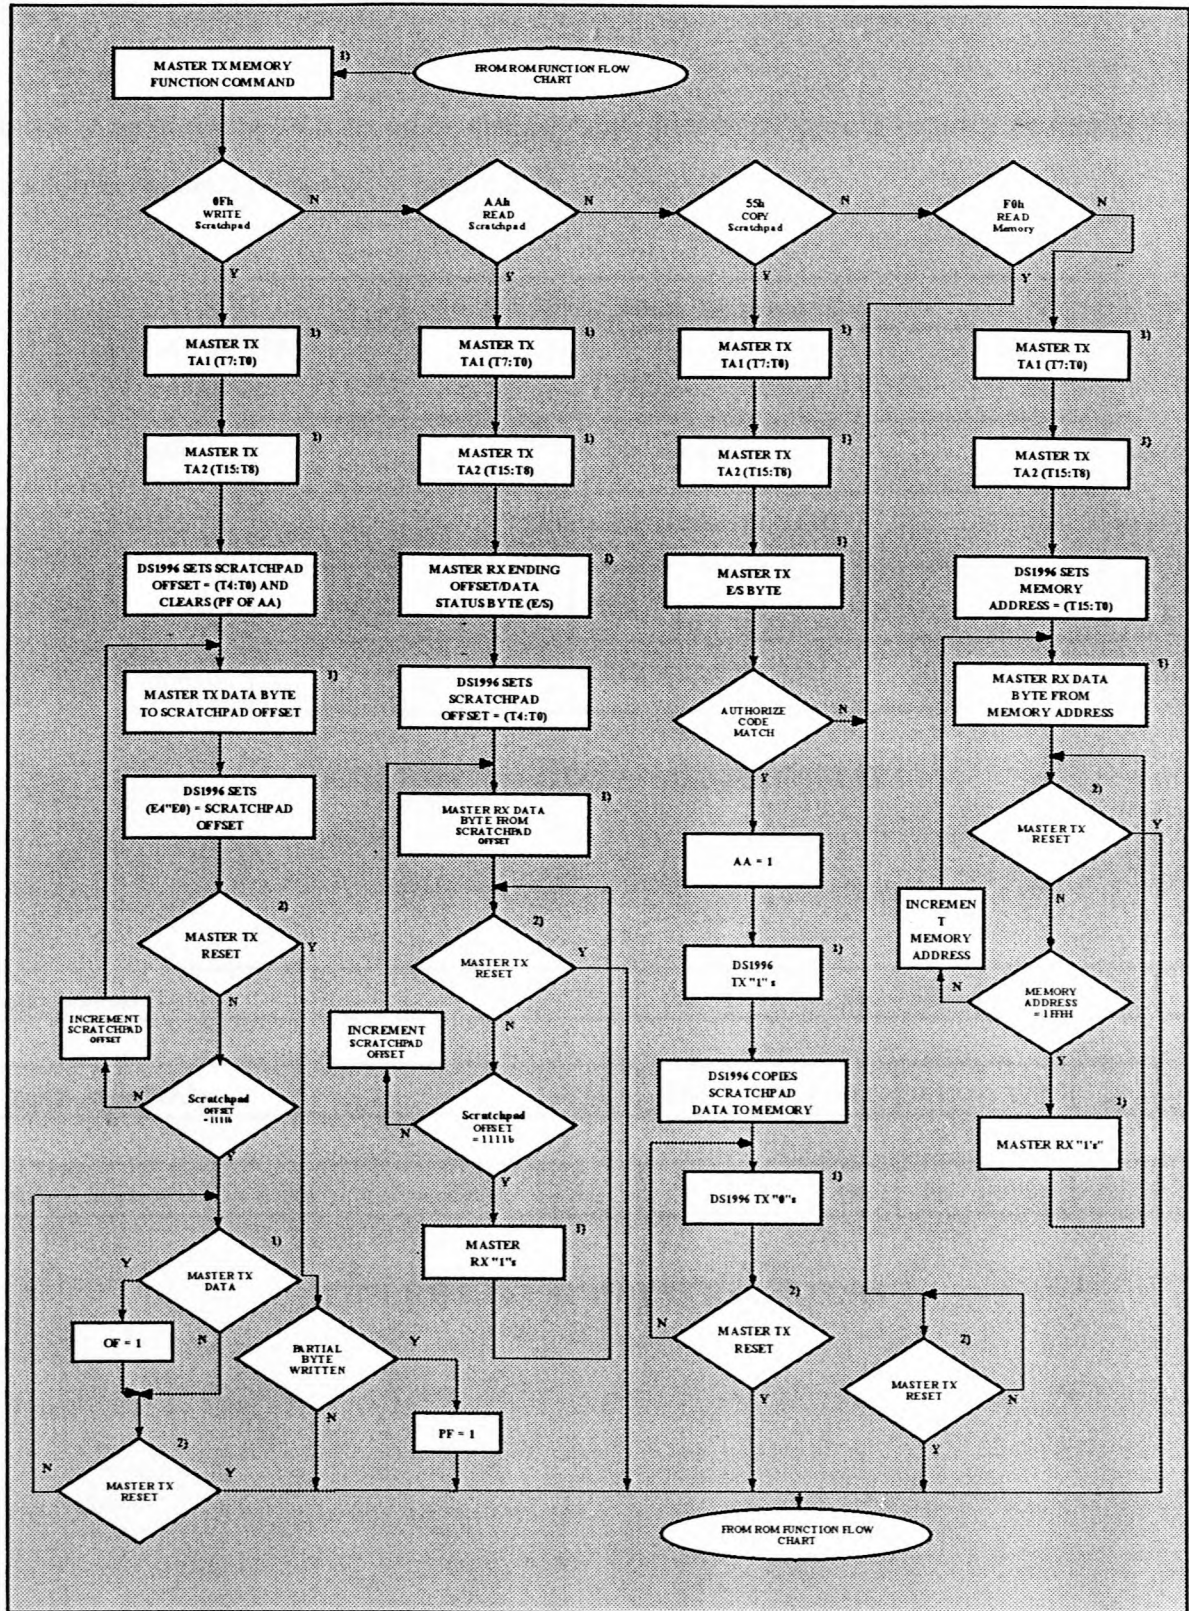 MASTER TX MEMORY
FUNCTION COMMAND
1)
FROM ROM FUNCTION FLOW
CHART
0Fh
WRITE
Scratchpad
N
Y
AAh
READ
Scratchpad
N
Y
55h
COPY
Scratchpad
N
Y
F0h
READ
Memory
N
Y
MASTER TX
TA1 (T7:T0)
1)
MASTER TX
TA1 (T7:T0)
1)
MASTER TX
TA1 (T7:T0)
1)
MASTER TX
TA1 (T7:T0)
1)
MASTER TX
TA2 (T15:T8)
1)
MASTER TX
TA2 (T15:T8)
1)
MASTER TX
TA2 (T15:T8)
1)
MASTER TX
TA2 (T15:T8)
1)
DS1996 SETS SCRATCHPAD
OFFSET = (T4:T0) AND
CLEARS (PF OF AA)
MASTER RX ENDING
OFFSET/DATA
STATUS BYTE (E/S)
1)
MASTER TX
E/S BYTE
1)
DS1996 SETS
MEMORY
ADDRESS = (T15:T0)
MASTER TX DATA BYTE
TO SCRATCHPAD OFFSET
1)
DS1996 SETS
SCRATCHPAD
OFFSET = (T4:T0)
AUTHORIZE
CODE
MATCH
N
Y
MASTER RX DATA
BYTE FROM
MEMORY ADDRESS
1)
DS1996 SETS
(E4"E0) = SCRATCHPAD
OFFSET
MASTER RX DATA
BYTE FROM
SCRATCHPAD
OFFSET
1)
AA = 1
MASTER TX
RESET
2)
Y
N
MASTER TX
RESET
2)
Y
N
MASTER TX
RESET
2)
Y
N
DS1996
TX "1" s
1)
INCREMEN
T
MEMORY
ADDRESS
INCREMENT
SCRATCHPAD
OFFSET
INCREMENT
SCRATCHPAD
OFFSET
MEMORY
ADDRESS
= 1FFH
N
Y
Scratchpad
OFFSET
=1111b
N
Y
Scratchpad
OFFSET
= 1111b
N
Y
DS1996 COPIES
SCRATCHPAD
DATA TO MEMORY
MASTER RX "1's"
1)
DS1996 TX "0"s
1)
MASTER
RX "1"s
1)
MASTER TX
DATA
1)
Y
N
OF = 1
PARTIAL
BYTE
WRITTEN
Y
N
MASTER TX
RESET
2)
N
Y
MASTER TX
RESET
2)
N
Y
PF = 1
MASTER TX
RESET
2)
N
Y
FROM ROM FUNCTION FLOW
CHART